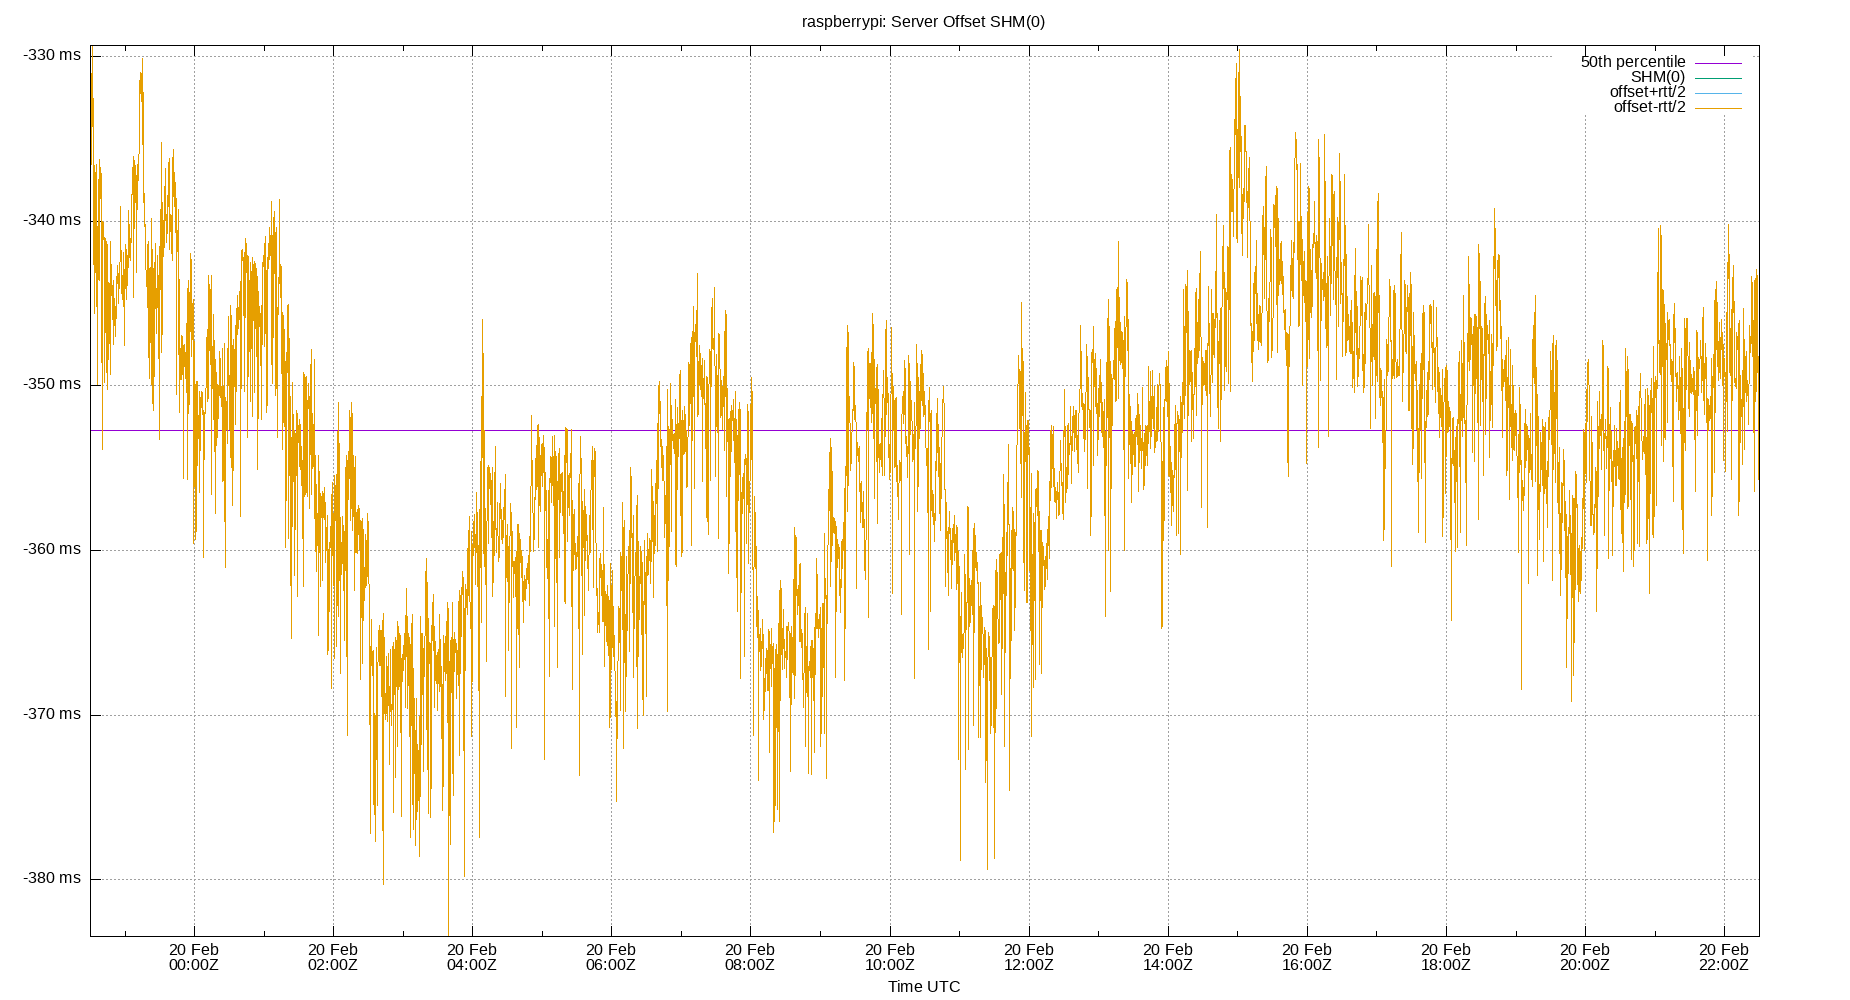 raspberrypi: Server Offset SHM(0)
-330 ms
-340 ms
-350 ms
-360 ms
-370 ms
-380 ms
50th percentile
SHM(0)
offset+rtt/2
offset-rtt/2
20 Feb 20 Feb 20 Feb 20 Feb 20 Feb 20 Feb 20 Feb 20 Feb 20 Feb 20 Feb 20 Feb 20 Feb
00:00Z 02:00Z 04:00Z 06:00Z 08:00Z 10:00Z 12:00Z 14:00Z 16:00Z 18:00Z 20:00Z 22:00Z
Time UTC